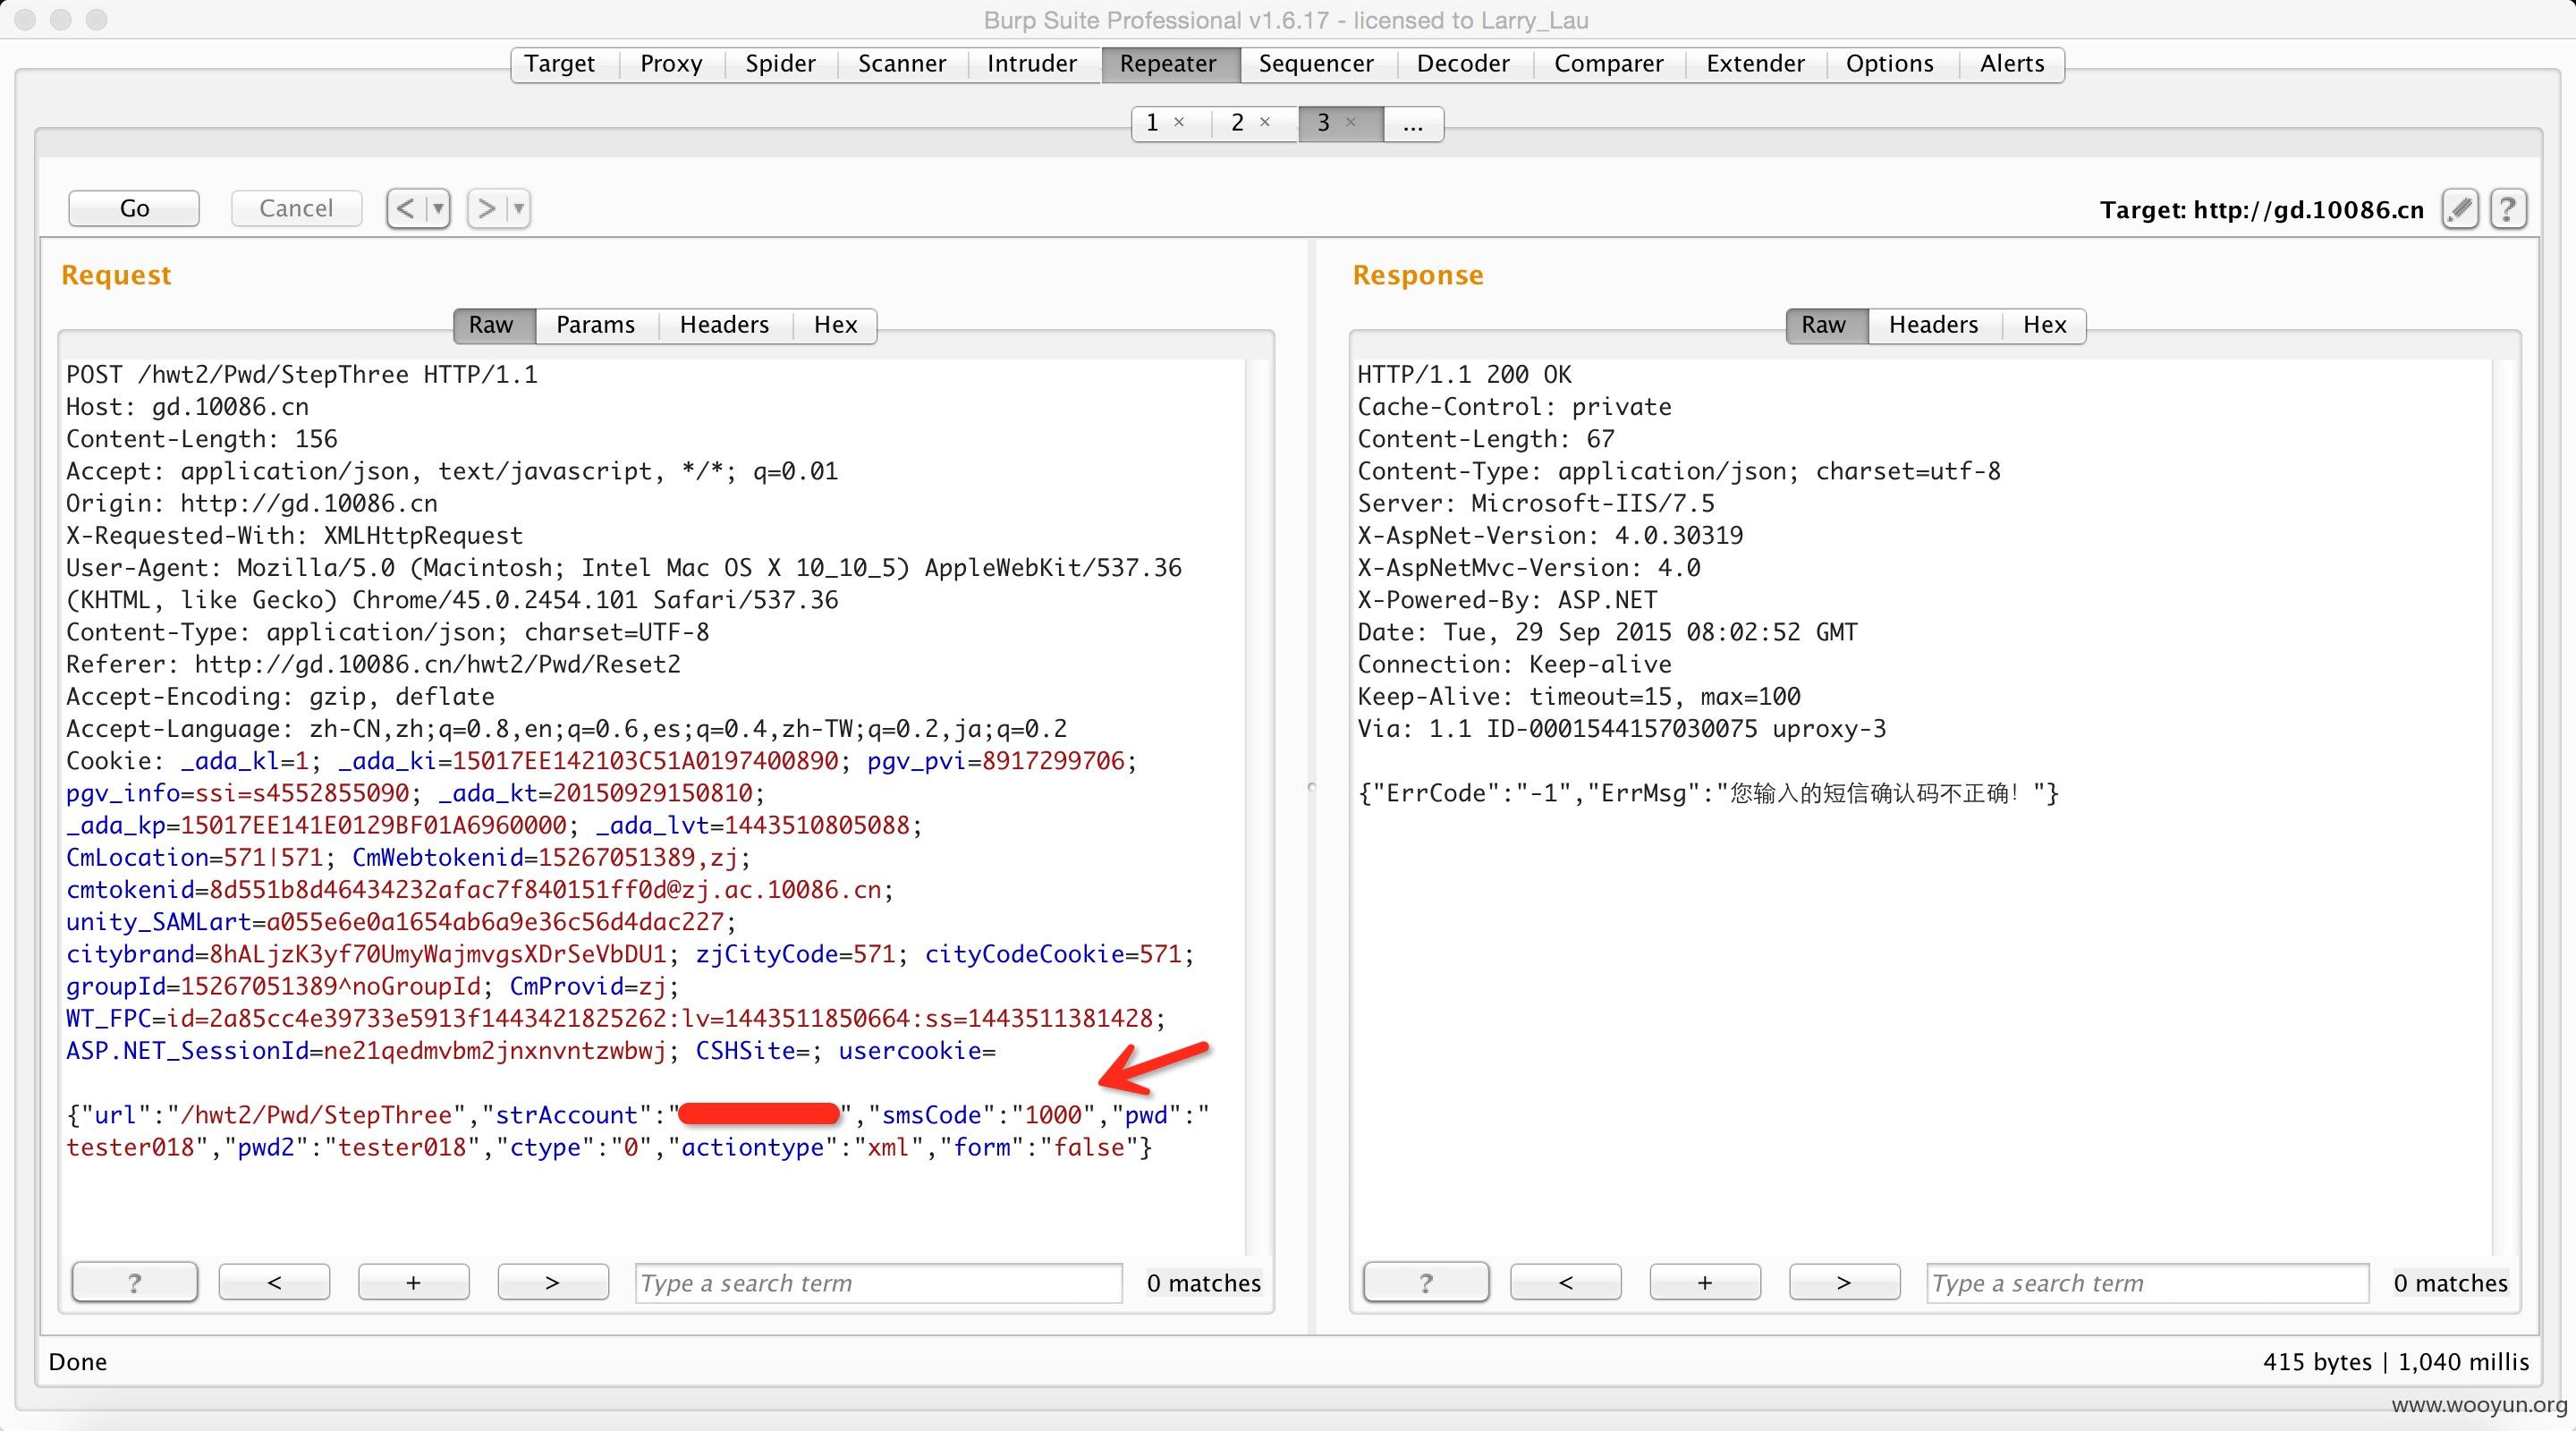 Burp Suite Professional v1.6.17 - licensed to Larry_Lau
Target Proxy Spider Scanner Intruder Repeater Sequencer Decoder Comparer Extender Options Alerts
1 × 2 × 3 × ...
Go Cancel < > Target: http://gd.10086.cn ?
Request
Raw Params Headers Hex
POST /hwt2/Pwd/StepThree HTTP/1.1
Host: gd.10086.cn
Content-Length: 156
Accept: application/json, text/javascript, */*; q=0.01
Origin: http://gd.10086.cn
X-Requested-With: XMLHttpRequest
User-Agent: Mozilla/5.0 (Macintosh; Intel Mac OS X 10_10_5) AppleWebKit/537.36
(KHTML, like Gecko) Chrome/45.0.2454.101 Safari/537.36
Content-Type: application/json; charset=UTF-8
Referer: http://gd.10086.cn/hwt2/Pwd/Reset2
Accept-Encoding: gzip, deflate
Accept-Language: zh-CN,zh;q=0.8,en;q=0.6,es;q=0.4,zh-TW;q=0.2,ja;q=0.2
Cookie: _ada_kl=1; _ada_ki=15017EE142103C51A0197400890; pgv_pvi=8917299706;
pgv_info=ssi=s4552855090; _ada_kt=20150929150810;
_ada_kp=15017EE141E0129BF01A6960000; _ada_lvt=1443510805088;
CmLocation=571|571; CmWebtokenid=15267051389,zj;
cmtokenid=8d551b8d46434232afac7f840151ff0d@zj.ac.10086.cn;
unity_SAMLart=a055e6e0a1654ab6a9e36c56d4dac227;
citybrand=8hALjzK3yf70UmyWajmvgsXDrSeVbDU1; zjCityCode=571; cityCodeCookie=571;
groupId=15267051389^noGroupId; CmProvid=zj;
WT_FPC=id=2a85cc4e39733e5913f1443421825262:lv=1443511850664:ss=1443511381428;
ASP.NET_SessionId=ne21qedmvbm2jnxnvntzwbwj; CSHSite=; usercookie=
{"url":"/hwt2/Pwd/StepThree","strAccount":"","smsCode":"1000","pwd":"
tester018","pwd2":"tester018","ctype":"0","actiontype":"xml","form":"false"}
? < + > Type a search term 0 matches
Response
Raw Headers Hex
HTTP/1.1 200 OK
Cache-Control: private
Content-Length: 67
Content-Type: application/json; charset=utf-8
Server: Microsoft-IIS/7.5
X-AspNet-Version: 4.0.30319
X-AspNetMvc-Version: 4.0
X-Powered-By: ASP.NET
Date: Tue, 29 Sep 2015 08:02:52 GMT
Connection: Keep-alive
Keep-Alive: timeout=15, max=100
Via: 1.1 ID-0001544157030075 uproxy-3
{"ErrCode":"-1","ErrMsg":"您输入的短信确认码不正确！"}
? < + > Type a search term 0 matches
Done 415 bytes | 1,040 millis
www.wooyun.org